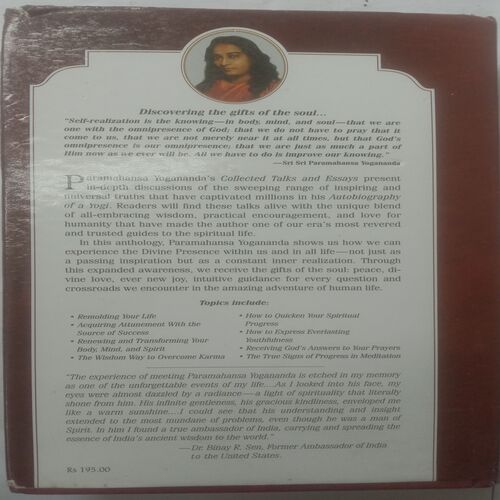 Discovering the gifts of the soul...
"Self-realization is the knowing—in body, mind, and soul—that we are
one with the omnipresence of God; that we do not have to pray that it
come to us, that we are not merely near it at all times, but that God's
omnipresence is our omnipresence; that we are just as much a part of
Him now as we ever will be. All we have to do is improve our knowing."
—Sri Sri Paramahansa Yogananda
Paramahansa Yogananda's Collected Talks and Essays present
in-depth discussions of the sweeping range of inspiring and
universal truths that have captivated millions in his Autobiography
of a Yogi. Readers will find these talks alive with the unique blend
of all-embracing wisdom, practical encouragement, and love for
humanity that have made the author one of our era's most revered
and trusted guides to the spiritual life.
In this anthology, Paramahansa Yogananda shows us how we can
experience the Divine Presence within us and in all life—not just as
a passing inspiration but as a constant inner realization. Through
this expanded awareness, we receive the gifts of the soul: peace, di-
vine love, ever new joy, intuitive guidance for every question and
crossroads we encounter in the amazing adventure of human life.
Topics include:
• Remolding Your Life
• Acquiring Attunement With the
Source of Success
• Renewing and Transforming Your
Body, Mind, and Spirit
• The Wisdom Way to Overcome Karma
• How to Quicken Your Spiritual
Progress
• How to Express Everlasting
Youthfulness
• Receiving God's Answers to Your Prayers
• The True Signs of Progress in Meditation
"The experience of meeting Paramahansa Yogananda is etched in my memory
as one of the unforgettable events of my life....As I looked into his face, my
eyes were almost dazzled by a radiance—a light of spirituality that literally
shone from him. His infinite gentleness, his gracious kindliness, enveloped me
like a warm sunshine....I could see that his understanding and insight
extended to the most mundane of problems, even though he was a man of
Spirit. In him I found a true ambassador of India, carrying and spreading the
essence of India's ancient wisdom to the world."
—Dr. Binay R. Sen, Former Ambassador of India
to the United States.
Rs 195.00